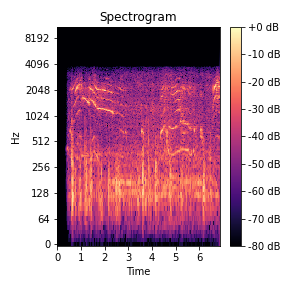 Spectrogram
8192
4096
2048
1024
512
256
128
64
0
Hz
0 1 2 3 4 5 6
Time
+0 dB
-10 dB
-20 dB
-30 dB
-40 dB
-50 dB
-60 dB
-70 dB
-80 dB